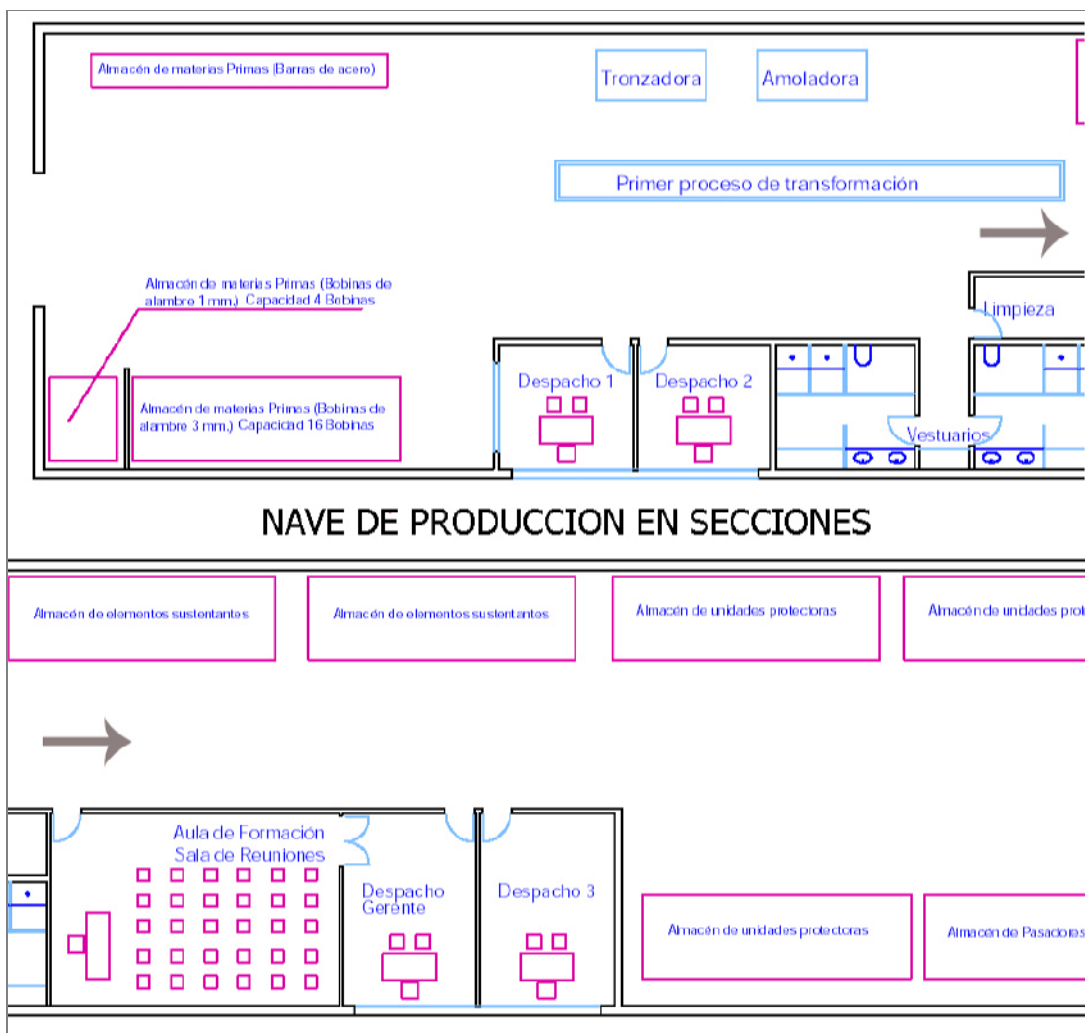 Almacén de materias Primas (Barras de acero)
Tronzadora
Amoladora
Primer proceso de transformación
Almacén de materias Primas (Bobinas de
alambre 1 mm.) Capacidad 4 Bobinas
Limpieza
Despacho 1
Despacho 2
Almacén de materias Primas (Bobinas de
alambre 3 mm.) Capacidad 16 Bobinas
Vestuarios
NAVE DE PRODUCCION EN SECCIONES
Almacén de elementos sustentantes
Almacén de elementos sustentantes
Almacén de unidades protectoras
Almacén de unidades prote
Aula de Formación
Sala de Reuniones
Despacho
Gerente
Despacho 3
Almacén de unidades protectoras
Almacén de Pasadores